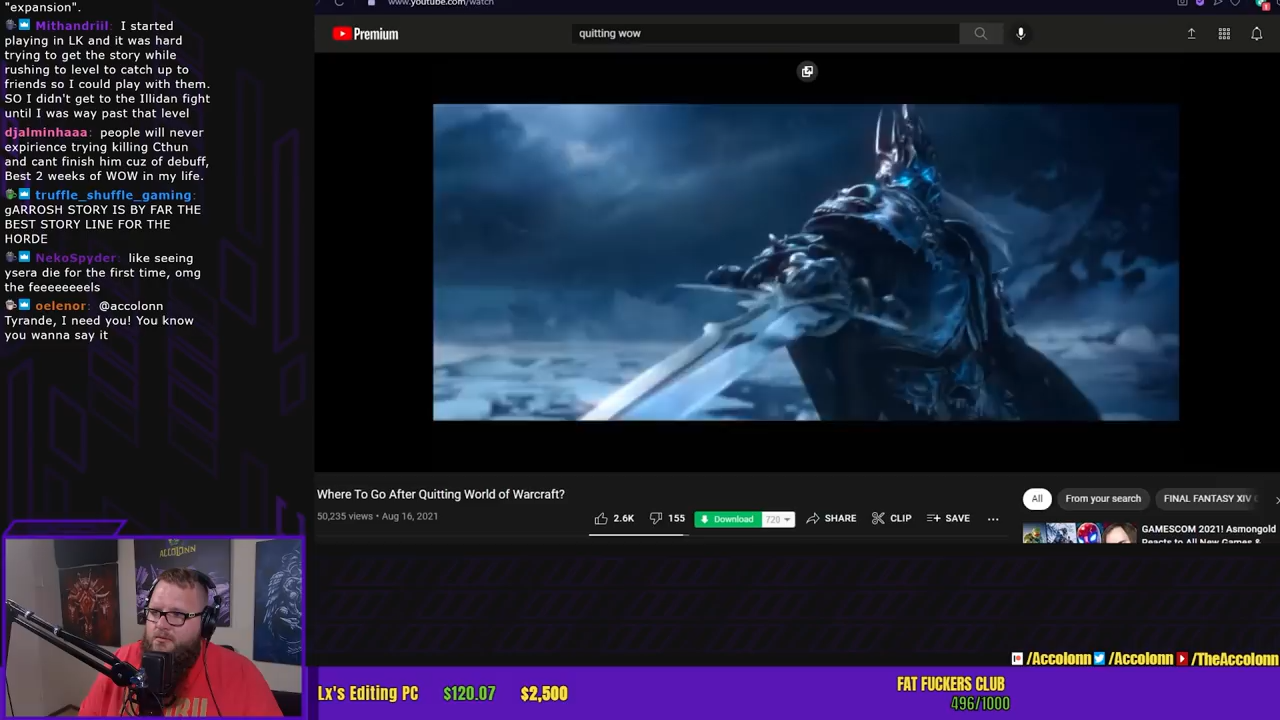 "expansion".
Mithandriil: I started
playing in LK and it was hard
trying to get the story while
rushing to level to catch up to
friends so I could play with them.
SO I didn't get to the Illidan fight
until I was way past that level
djalminhaaa: people will never
expirience trying killing Cthun
and cant finish him cuz of debuff,
Best 2 weeks of WOW in my life.
truffle_shuffle_gaming:
gARROSH STORY IS BY FAR THE
BEST STORY LINE FOR THE
HORDE
NekoSpyder: like seeing
ysera die for the first time, omg
the feeeeeeeels
oelenor: @accolonn
Tyrande, I need you! You know
you wanna say it
www.youtube.com/watch
Premium
quitting wow
Where To Go After Quitting World of Warcraft?
50,235 views • Aug 16, 2021
2.6K 155 Download 720 SHARE CLIP SAVE
All From your search FINAL FANTASY XIV
GAMESCOM 2021! Asmongold
Reacts to All New Games &
ACCOLONN
/Accolonn /Accolonn /TheAccolonn
Lx's Editing PC $120.07 $2,500
FAT FUCKERS CLUB
496/1000